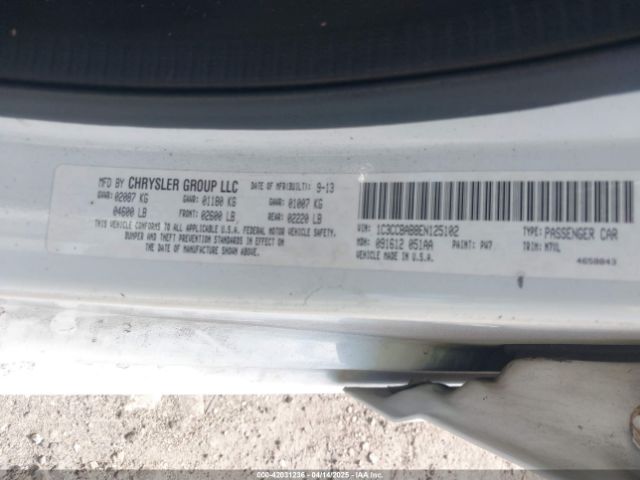 MFD BY CHRYSLER GROUP LLC DATE OF MFR(BUILT): 9-13
GVWR: 02087 KG GAWR: 01180 KG GAWR: 01007 KG
04600 LB FRONT: 02600 LB REAR: 02220 LB
THIS VEHICLE CONFORMS TO ALL APPLICABLE U.S.A. FEDERAL MOTOR VEHICLE SAFETY,
BUMPER AND THEFT PREVENTION STANDARDS IN EFFECT ON
THE DATE OF MANUFACTURE SHOWN ABOVE.
VIN: 1C3CCBAB8EN125102 TYPE: PASSENGER CAR
MDH: 091612 051AA PAINT: PW7 TRIM: M7VL
VEHICLE MADE IN U.S.A. 4658843
(000-42031236 - 04/14/2025 - IAAI.COM)